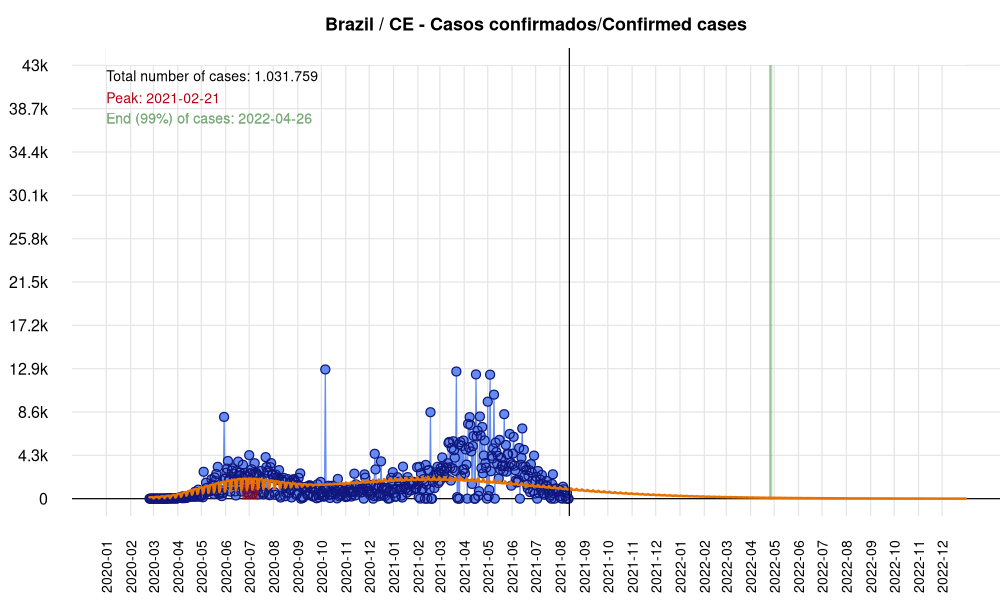 Brazil / CE - Casos confirmados/Confirmed cases
Total number of cases: 1.031.759
Peak: 2021-02-21
End (99%) of cases: 2022-04-26
43k
38.7k
34.4k
30.1k
25.8k
21.5k
17.2k
12.9k
8.6k
4.3k
0
2020-01
2020-02
2020-03
2020-04
2020-05
2020-06
2020-07
2020-08
2020-09
2020-10
2020-11
2020-12
2021-01
2021-02
2021-03
2021-04
2021-05
2021-06
2021-07
2021-08
2021-09
2021-10
2021-11
2021-12
2022-01
2022-02
2022-03
2022-04
2022-05
2022-06
2022-07
2022-08
2022-09
2022-10
2022-11
2022-12